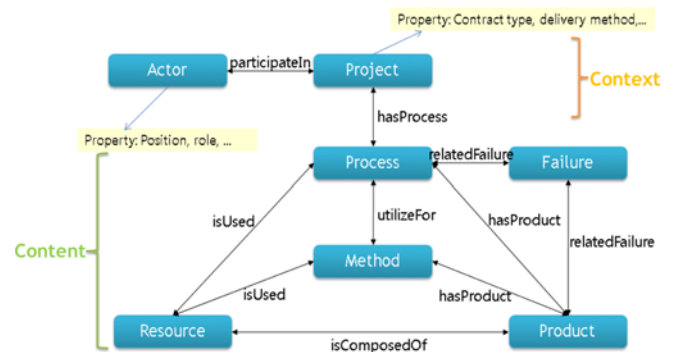 Property: Contract type, delivery method,...
Actor
participateIn
Project
Context
hasProcess
Property: Position, role, ...
Process
relatedFailure
Failure
isUsed
utilizeFor
hasProduct
relatedFailure
Content
Method
isUsed
hasProduct
Resource
isComposedOf
Product